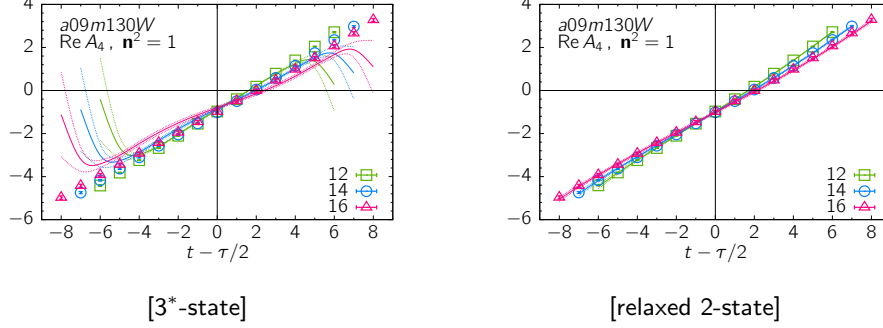 a09m130W
Re A₄ , n² = 1
4
2
0
−2
−4
−6
12
14
16
−8 −6 −4 −2 0 2 4 6 8
t − τ/2
[3*-state]
a09m130W
Re A₄ , n² = 1
4
2
0
−2
−4
−6
12
14
16
−8 −6 −4 −2 0 2 4 6 8
t − τ/2
[relaxed 2-state]